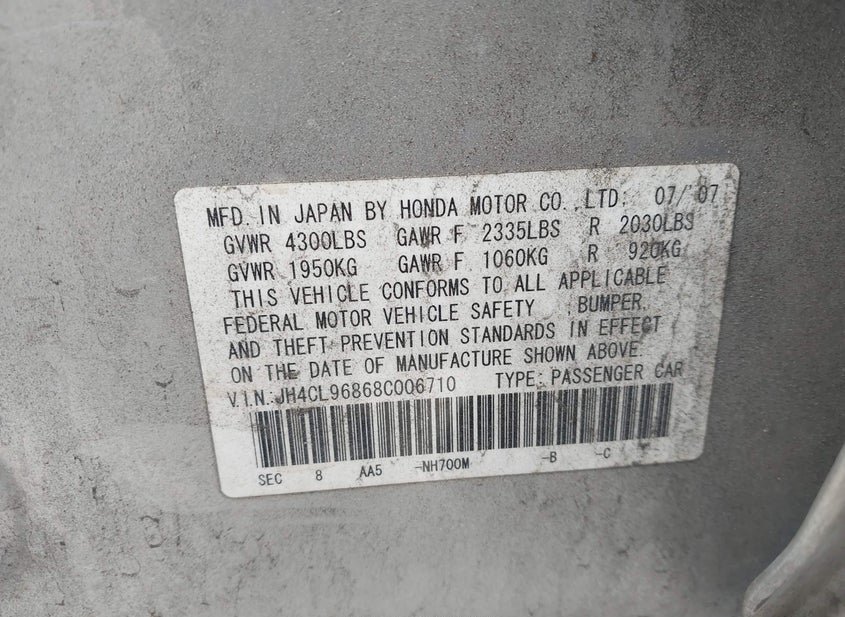 MFD. IN JAPAN BY HONDA MOTOR CO., LTD. 07/'07
GVWR 4300LBS GAWR F 2335LBS R 2030LBS
GVWR 1950KG GAWR F 1060KG R 920KG
THIS VEHICLE CONFORMS TO ALL APPLICABLE
FEDERAL MOTOR VEHICLE SAFETY, BUMPER,
AND THEFT PREVENTION STANDARDS IN EFFECT
ON THE DATE OF MANUFACTURE SHOWN ABOVE.
V.I.N.:JH4CL96868C006710 TYPE: PASSENGER CAR
SEC 8 AA5 -NH700M -B -C -